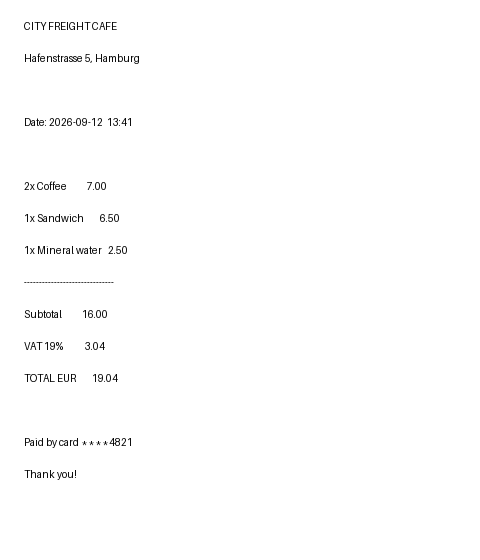 CITY FREIGHT CAFE
Hafenstrasse 5, Hamburg
Date: 2026-09-12 13:41
2x Coffee 7.00
1x Sandwich 6.50
1x Mineral water 2.50
------------------------------
Subtotal 16.00
VAT 19% 3.04
TOTAL EUR 19.04
Paid by card ****4821
Thank you!